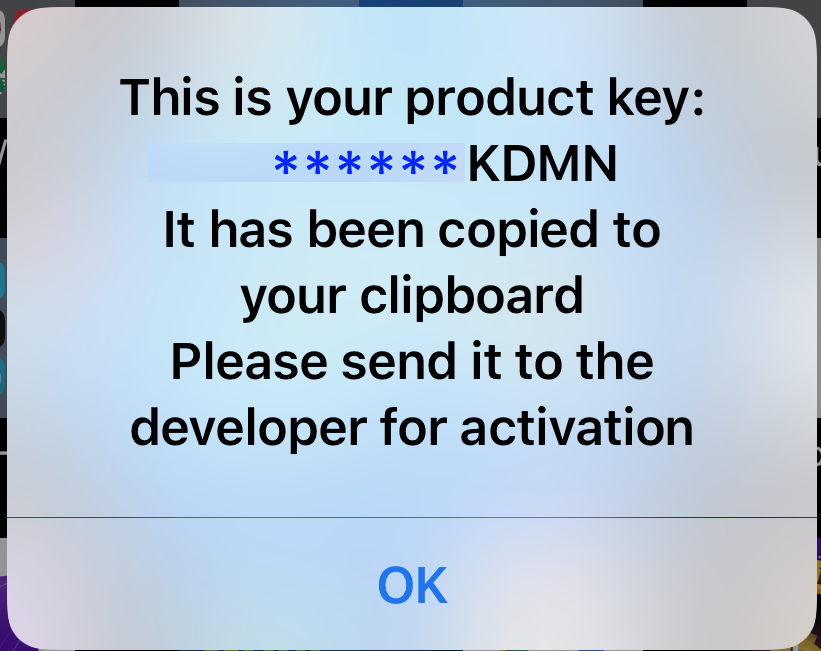 This is your product key:
******KDMN
It has been copied to
your clipboard
Please send it to the
developer for activation
OK